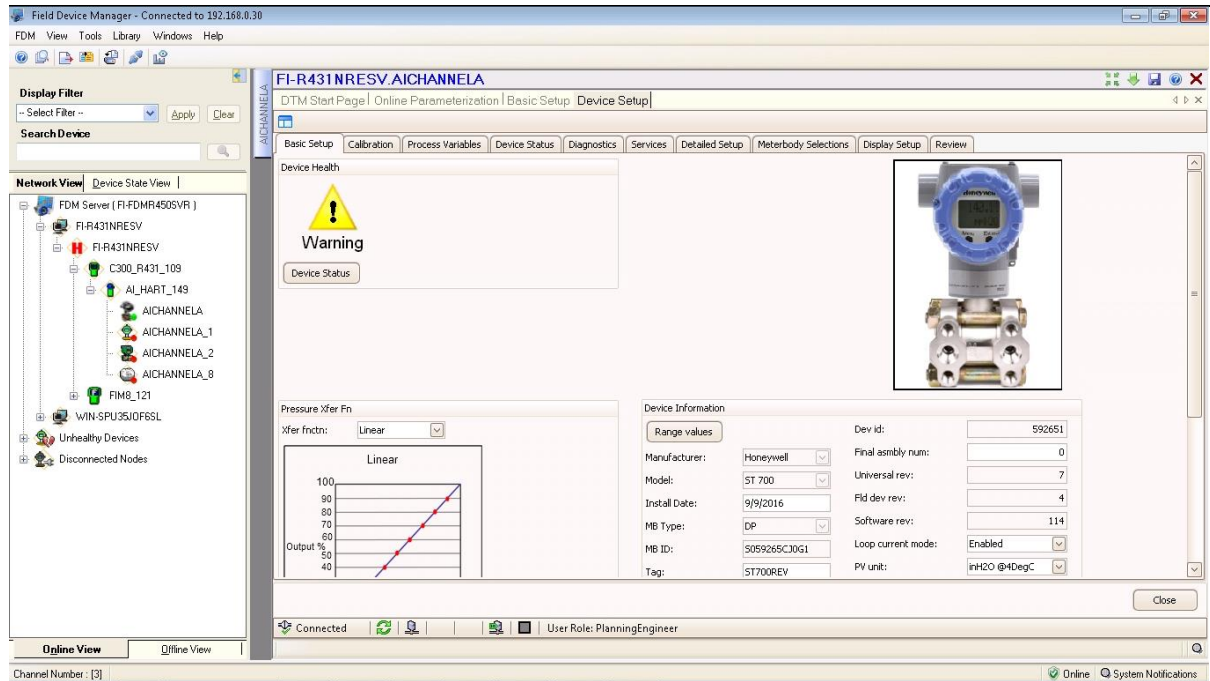 Field Device Manager - Connected to 192.168.0.30
FDM View Tools Library Windows Help
Display Filter
-- Select Filter --
Apply
Clear
Search Device
Network View
Device State View
FDM Server ( FI-FDMR450SVR )
FI-R431NRESV
FI-R431NRESV
C300_R431_109
AI_HART_149
AICHANNELA
AICHANNELA_1
AICHANNELA_2
AICHANNELA_8
FIM8_121
WIN-SPU35JOF6SL
Unhealthy Devices
Disconnected Nodes
Online View
Offline View
Channel Number : [3]
AICHANNELA
FI-R431NRESV.AICHANNELA
DTM Start Page | Online Parameterization | Basic Setup Device Setup
Basic Setup Calibration Process Variables Device Status Diagnostics Services Detailed Setup Meterbody Selections Display Setup Review
Device Health
Warning
Device Status
Honeywell
Pressure Xfer Fn
Xfer fnctn: Linear
Linear
100
90
80
70
60
Output %
50
40
Device Information
Range values
Manufacturer: Honeywell
Model: ST 700
Install Date: 9/9/2016
MB Type: DP
MB ID: S059265CJ0G1
Tag: ST700REV
Dev id: 592651
Final asmbly num: 0
Universal rev: 7
Fld dev rev: 4
Software rev: 114
Loop current mode: Enabled
PV unit: inH2O @4DegC
Close
Connected
User Role: PlanningEngineer
Online
System Notifications